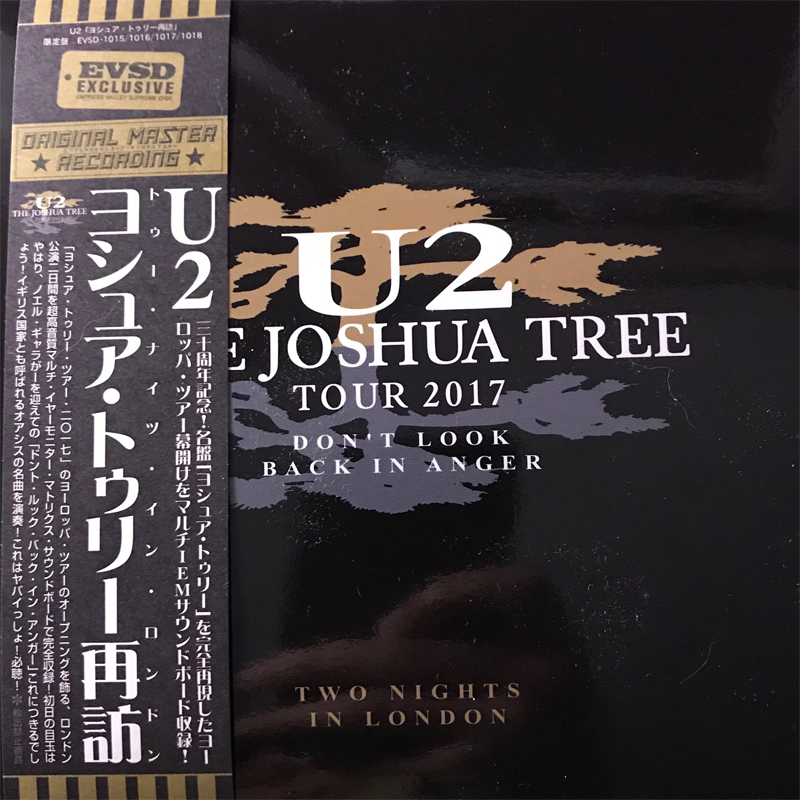 U2「ヨシュア・トゥリー再訪」
限定盤 EVSD-1015/1016/1017/1018
EVSD
EXCLUSIVE
EMPRESS VALLEY SUPREME DISK
ORIGINAL MASTER
RECORDING
U2
THE JOSHUA TREE
U2
三十周年記念!名盤「ヨシュア・トゥリー」を完全再現したヨー
ロッパ・ツアー幕開けをマルチIEMサウンドボード収録!
トゥー・ナイツ・イン・ロンドン
ヨシュア・トゥリー再訪
「ヨシュア・トゥリー・ツアー・二〇一七」のヨーロッパ・ツアーのオープニングを飾る、ロンドン
公演二日間を超高音質マルチ・イヤーモニター・マトリクス・サウンドボードで完全収録!初日の目玉は
やはり、ノエル・ギャラがーを迎えての「ドント・ルック・バック・イン・アンガー」これにつきるでし
ょう!イギリス国家とも呼ばれるオアシスの名曲を演奏!これはヤバイっしょ!必聴!
U2
E JOSHUA TREE
TOUR 2017
DON'T LOOK
BACK IN ANGER
TWO NIGHTS
IN LONDON